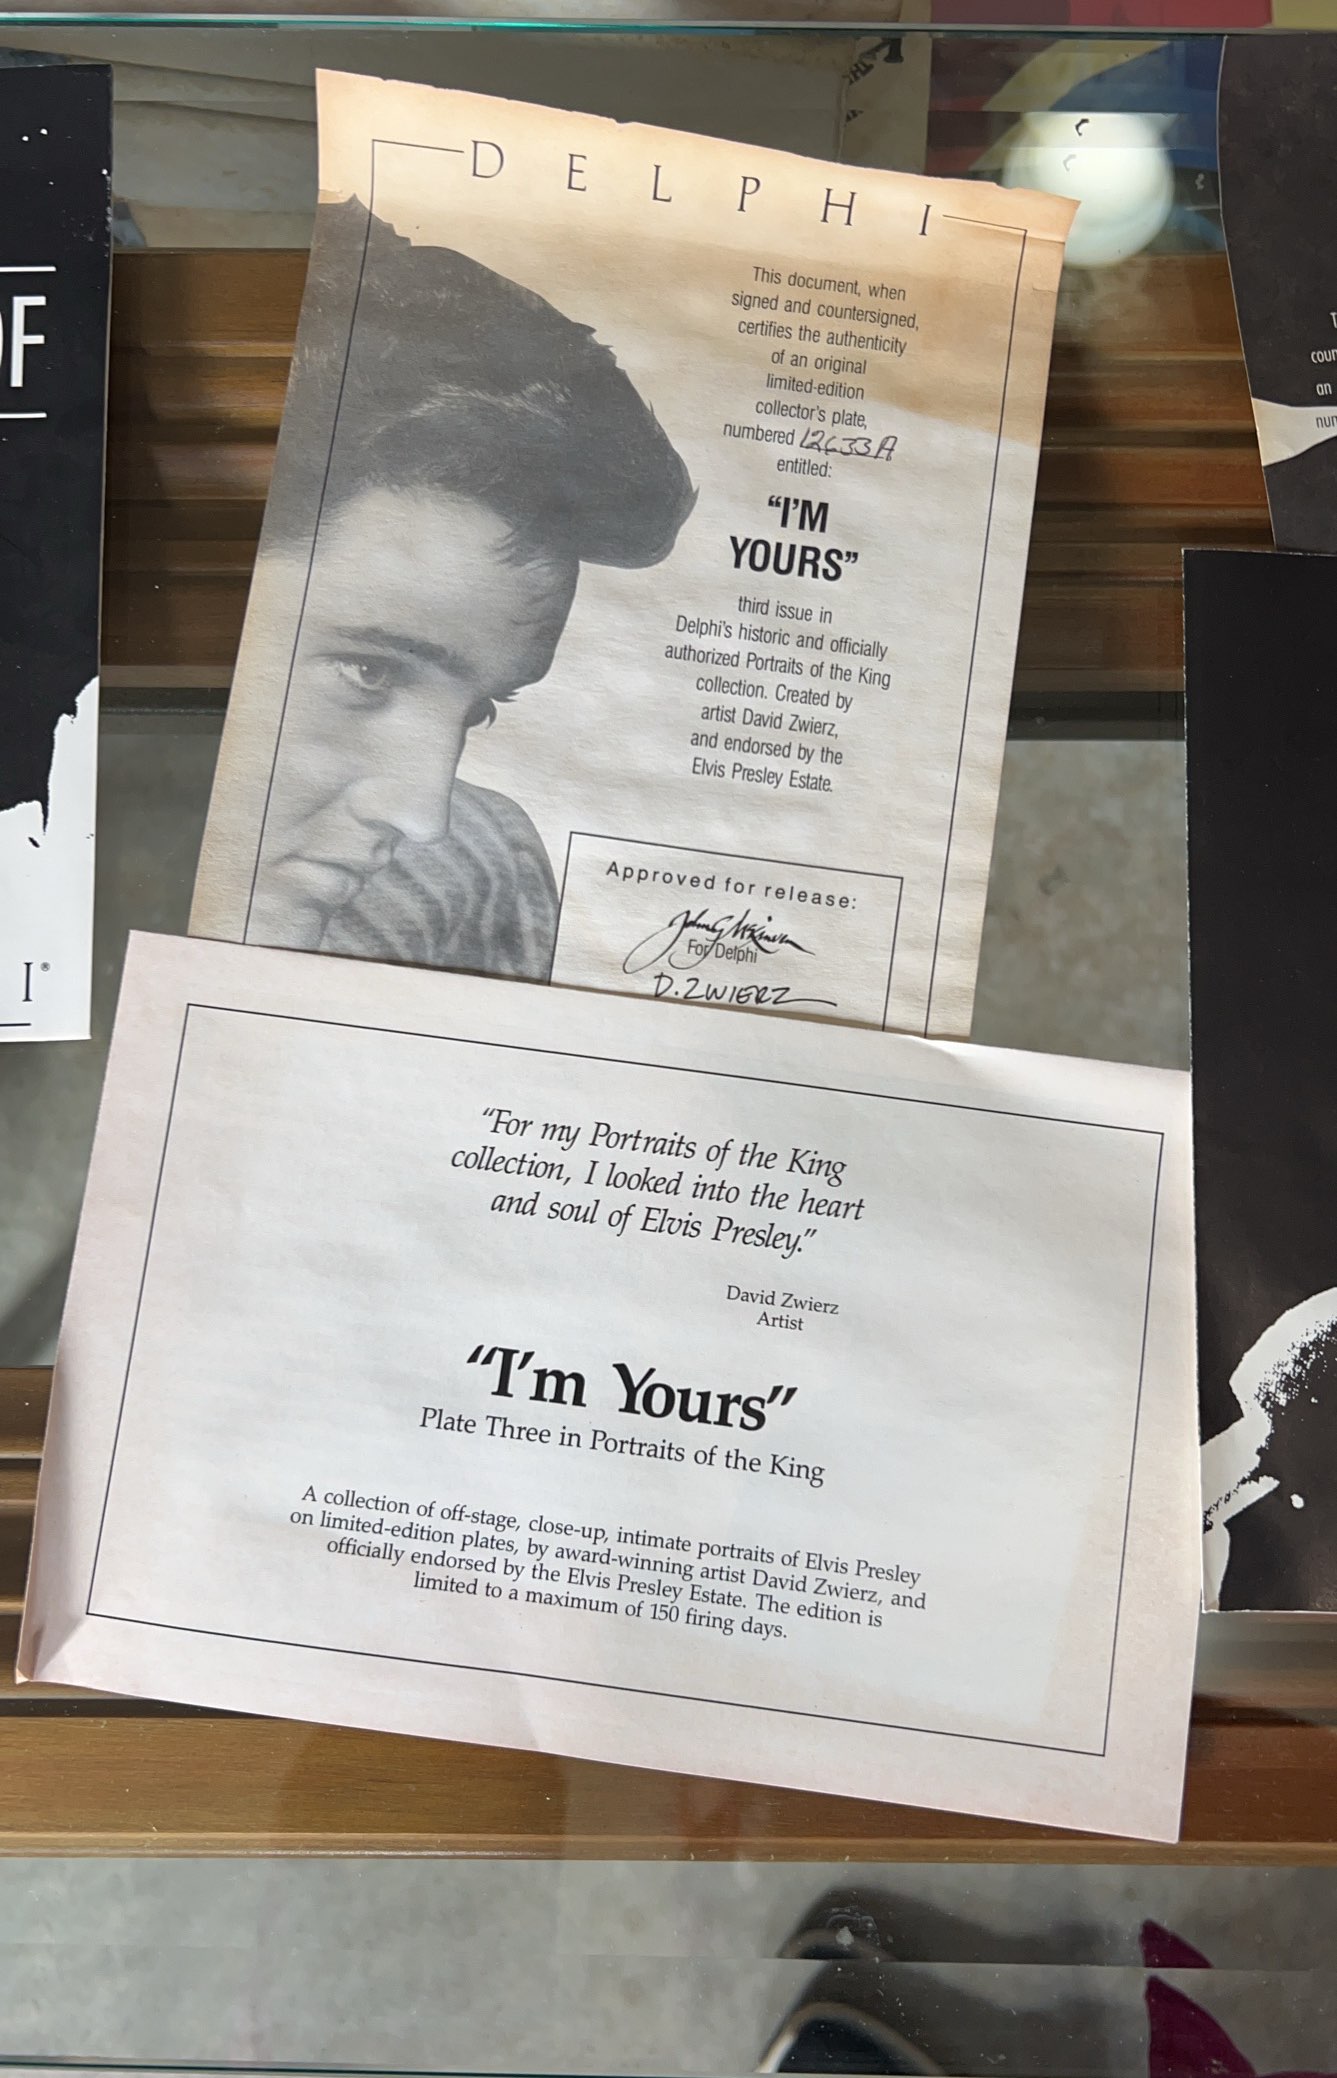 DELPHI
This document, when
signed and countersigned,
certifies the authenticity
of an original
limited-edition
collector's plate,
numbered 12633A
entitled:
“I'M
YOURS”
third issue in
Delphi's historic and officially
authorized Portraits of the King
collection. Created by
artist David Zwierz,
and endorsed by the
Elvis Presley Estate.
Approved for release:
For Delphi
D. ZWIERZ
“For my Portraits of the King
collection, I looked into the heart
and soul of Elvis Presley.”
David Zwierz
Artist
“I'm Yours”
Plate Three in Portraits of the King
A collection of off-stage, close-up, intimate portraits of Elvis Presley
on limited-edition plates, by award-winning artist David Zwierz, and
officially endorsed by the Elvis Presley Estate. The edition is
limited to a maximum of 150 firing days.
OF
I®
coun
an
num